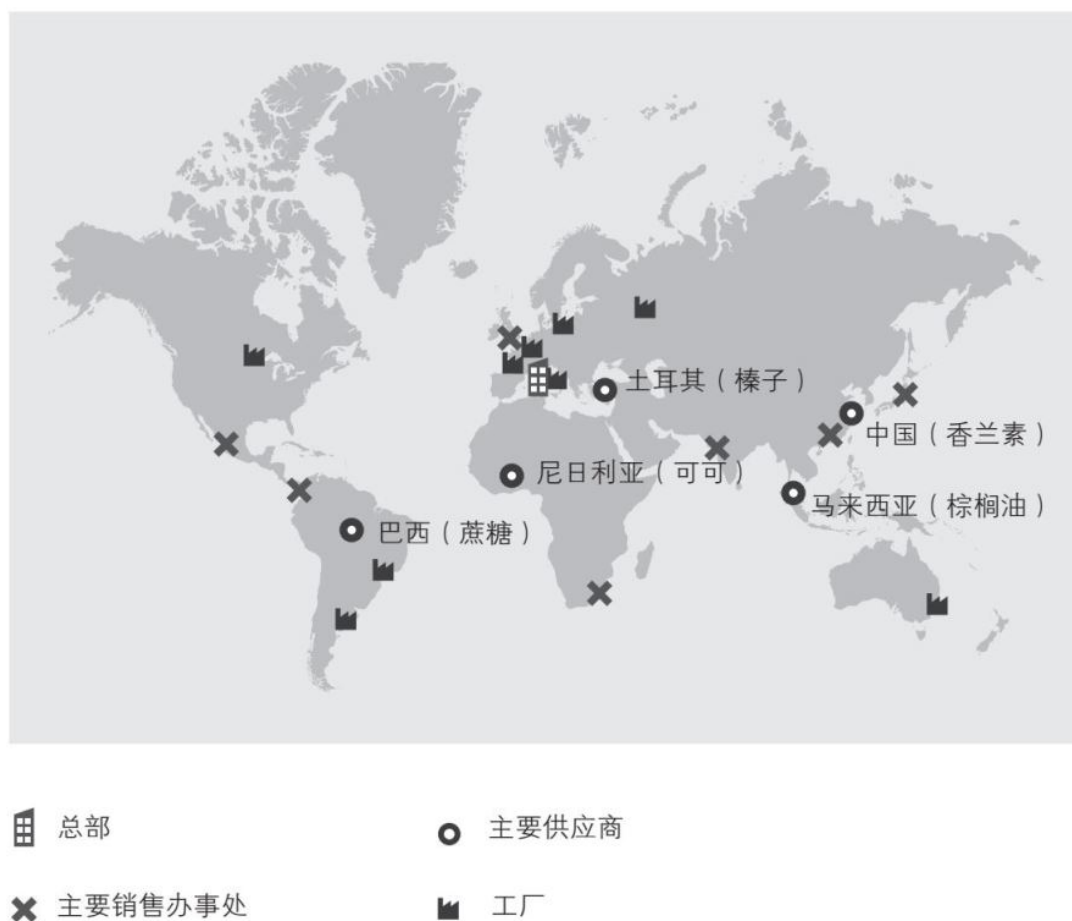 土耳其（榛子）
中国（香兰素）
尼日利亚（可可）
马来西亚（棕榈油）
巴西（蔗糖）
总部
主要供应商
主要销售办事处
工厂